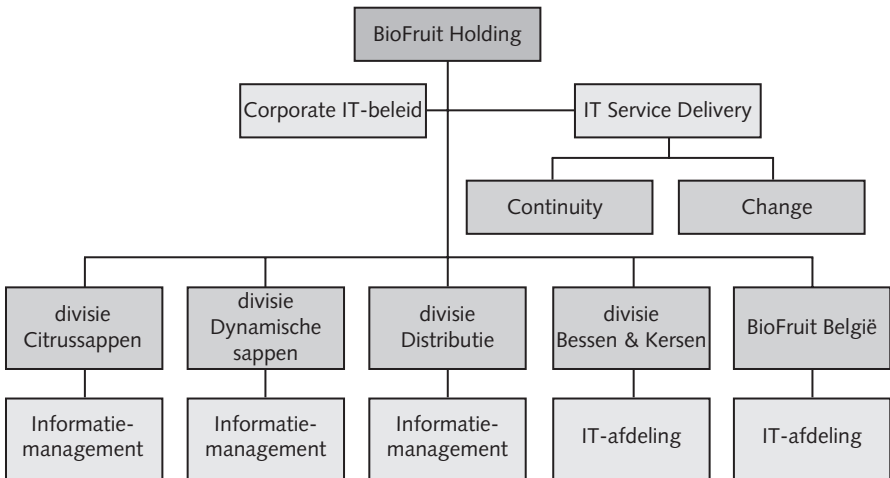 BioFruit Holding
Corporate IT-beleid
IT Service Delivery
Continuity
Change
divisie
Citrussappen
divisie
Dynamische
sappen
divisie
Distributie
divisie
Bessen & Kersen
BioFruit België
Informatie-
management
Informatie-
management
Informatie-
management
IT-afdeling
IT-afdeling